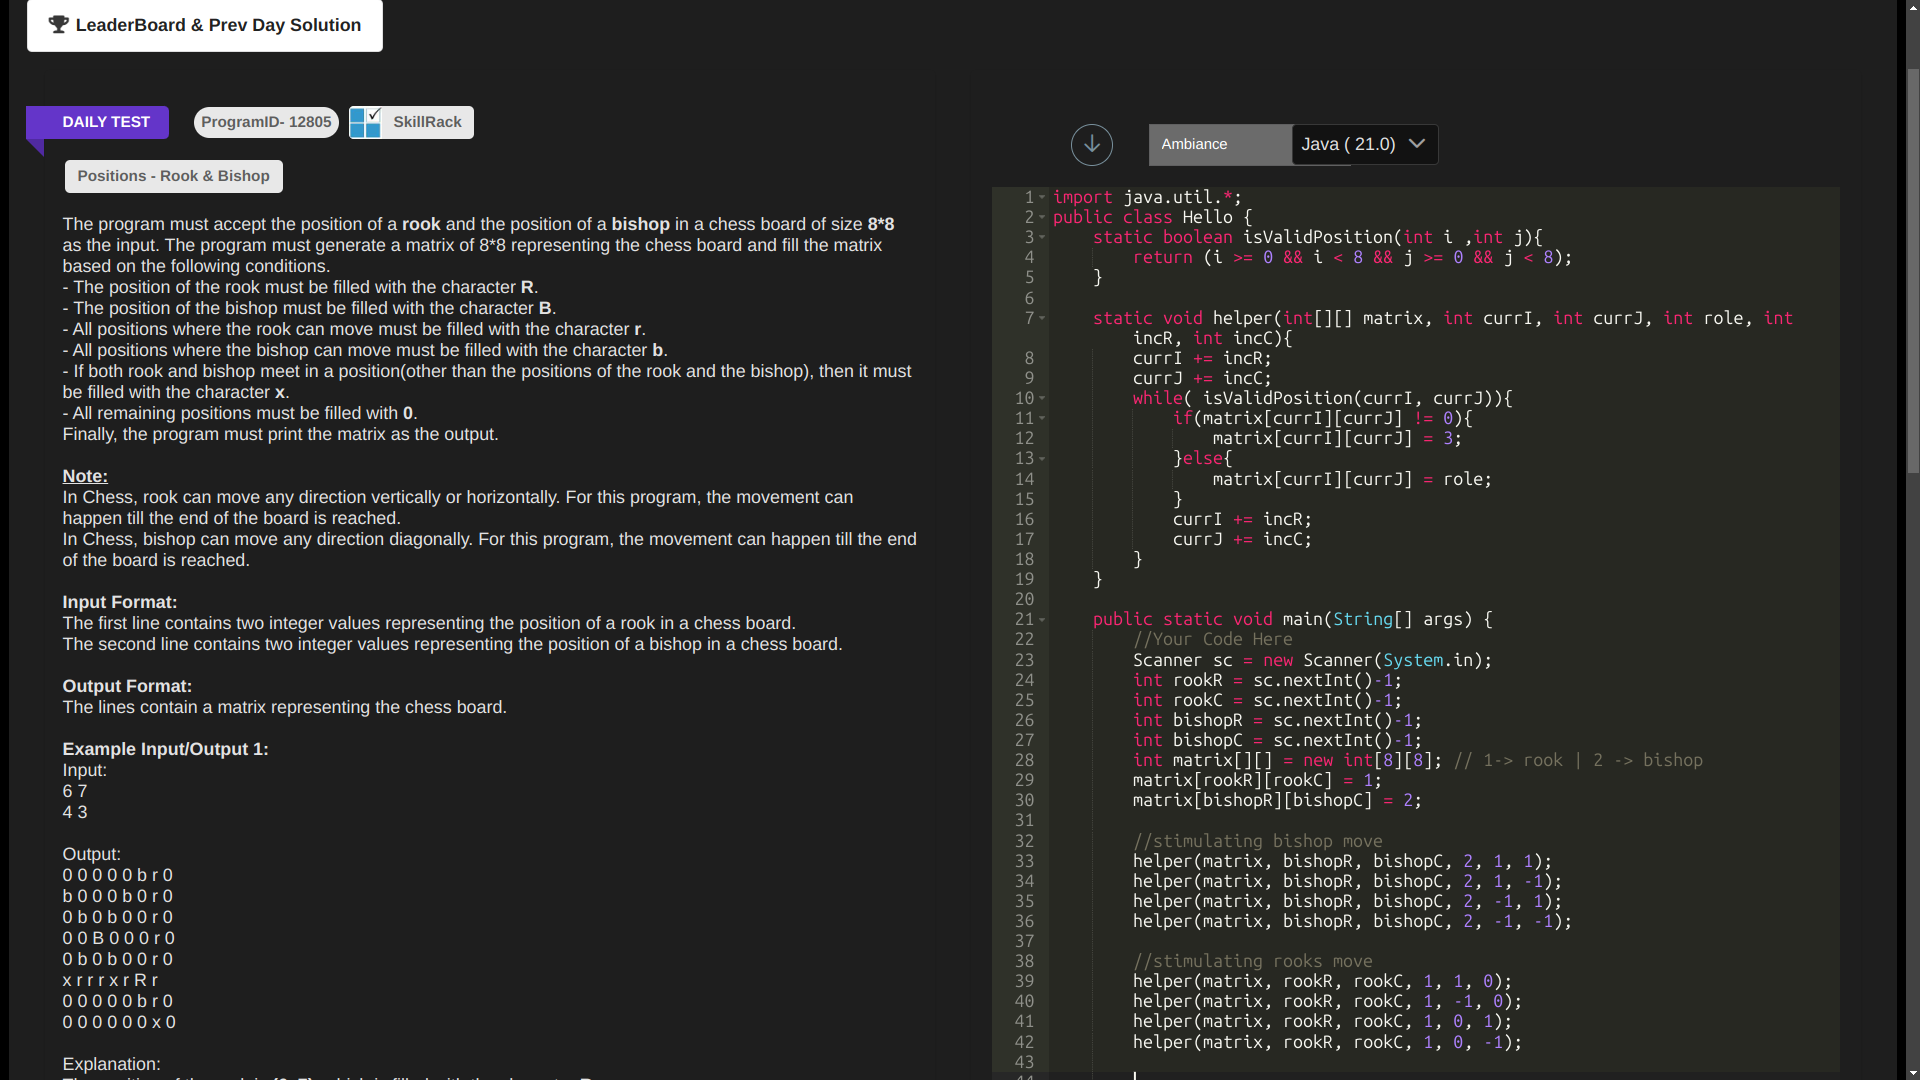 LeaderBoard & Prev Day Solution
DAILY TEST
ProgramID- 12805
SkillRack
Positions - Rook & Bishop
The program must accept the position of a rook and the position of a bishop in a chess board of size 8*8
as the input. The program must generate a matrix of 8*8 representing the chess board and fill the matrix
based on the following conditions.
- The position of the rook must be filled with the character R.
- The position of the bishop must be filled with the character B.
- All positions where the rook can move must be filled with the character r.
- All positions where the bishop can move must be filled with the character b.
- If both rook and bishop meet in a position(other than the positions of the rook and the bishop), then it must
be filled with the character x.
- All remaining positions must be filled with 0.
Finally, the program must print the matrix as the output.
Note:
In Chess, rook can move any direction vertically or horizontally. For this program, the movement can
happen till the end of the board is reached.
In Chess, bishop can move any direction diagonally. For this program, the movement can happen till the end
of the board is reached.
Input Format:
The first line contains two integer values representing the position of a rook in a chess board.
The second line contains two integer values representing the position of a bishop in a chess board.
Output Format:
The lines contain a matrix representing the chess board.
Example Input/Output 1:
Input:
6 7
4 3
Output:
0 0 0 0 0 b r 0
b 0 0 0 b 0 r 0
0 b 0 b 0 0 r 0
0 0 B 0 0 0 r 0
0 b 0 b 0 0 r 0
x r r r x r R r
0 0 0 0 0 b r 0
0 0 0 0 0 0 x 0
Explanation:
Ambiance
Java ( 21.0)
1 import java.util.*;
2 public class Hello {
3 static boolean isValidPosition(int i ,int j){
4 return (i >= 0 && i < 8 && j >= 0 && j < 8);
5 }
6
7 static void helper(int[][] matrix, int currI, int currJ, int role, int
incR, int incC){
8 currI += incR;
9 currJ += incC;
10 while( isValidPosition(currI, currJ)){
11 if(matrix[currI][currJ] != 0){
12 matrix[currI][currJ] = 3;
13 }else{
14 matrix[currI][currJ] = role;
15 }
16 currI += incR;
17 currJ += incC;
18 }
19 }
20
21 public static void main(String[] args) {
22 //Your Code Here
23 Scanner sc = new Scanner(System.in);
24 int rookR = sc.nextInt()-1;
25 int rookC = sc.nextInt()-1;
26 int bishopR = sc.nextInt()-1;
27 int bishopC = sc.nextInt()-1;
28 int matrix[][] = new int[8][8]; // 1-> rook | 2 -> bishop
29 matrix[rookR][rookC] = 1;
30 matrix[bishopR][bishopC] = 2;
31
32 //stimulating bishop move
33 helper(matrix, bishopR, bishopC, 2, 1, 1);
34 helper(matrix, bishopR, bishopC, 2, 1, -1);
35 helper(matrix, bishopR, bishopC, 2, -1, 1);
36 helper(matrix, bishopR, bishopC, 2, -1, -1);
37
38 //stimulating rooks move
39 helper(matrix, rookR, rookC, 1, 1, 0);
40 helper(matrix, rookR, rookC, 1, -1, 0);
41 helper(matrix, rookR, rookC, 1, 0, 1);
42 helper(matrix, rookR, rookC, 1, 0, -1);
43